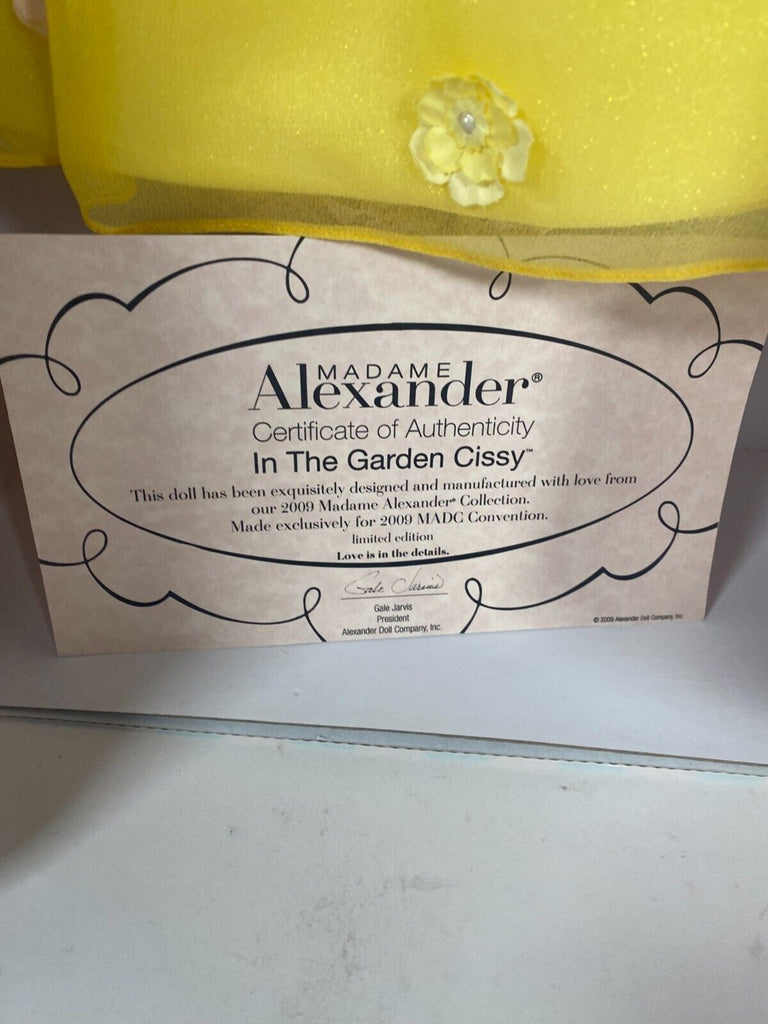 MADAME
Alexander®
Certificate of Authenticity
In The Garden Cissy™
This doll has been exquisitely designed and manufactured with love from
our 2009 Madame Alexander® Collection.
Made exclusively for 2009 MADC Convention.
limited edition
Love is in the details.
Gale Jarvis
Gale Jarvis
President
Alexander Doll Company, Inc.
© 2009 Alexander Doll Company, Inc.